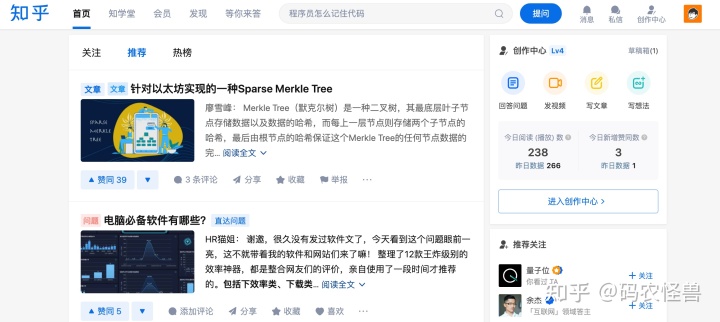 知乎 首页 知学堂 会员 发现 等你来答 程序员怎么记住代码 提问 消息 私信 创作中心
关注 推荐 热榜
文章 文章 针对以太坊实现的一种Sparse Merkle Tree
SPARSE
MERKLE
TREE
廖雪峰： Merkle Tree（默克尔树）是一种二叉树，其最底层叶子节
点存储数据以及数据的哈希，而每上一层节点则存储两个子节点的
哈希，最后由根节点的哈希保证这个Merkle Tree的任何节点数据的
完... 阅读全文
赞同 39 3 条评论 分享 收藏 举报 ···
问题 电脑必备软件有哪些？ 直达问题
HR猫姐： 谢邀，很久没有发过软件文了，今天看到这个问题眼前一
亮，这不就带看我的软件和网站们来了嘛！ 整理了12款王炸级别的
效率神器，都是整合网友们的评价，亲自使用了一段时间才推荐
的。包括下效率类、下载类... 阅读全文
赞同 5 添加评论 分享 收藏 喜欢 ···
创作中心 Lv4 草稿箱(1)
回答问题 发视频 写文章 写想法
今日阅读 (播放) 数 今日新增赞同数
238 3
昨日数据 266 昨日数据 1
进入创作中心 >
推荐关注
量子位 + 关注
你看过 TA
余杰 + 关注
「互联网」领域答主
知乎 @码农怪兽